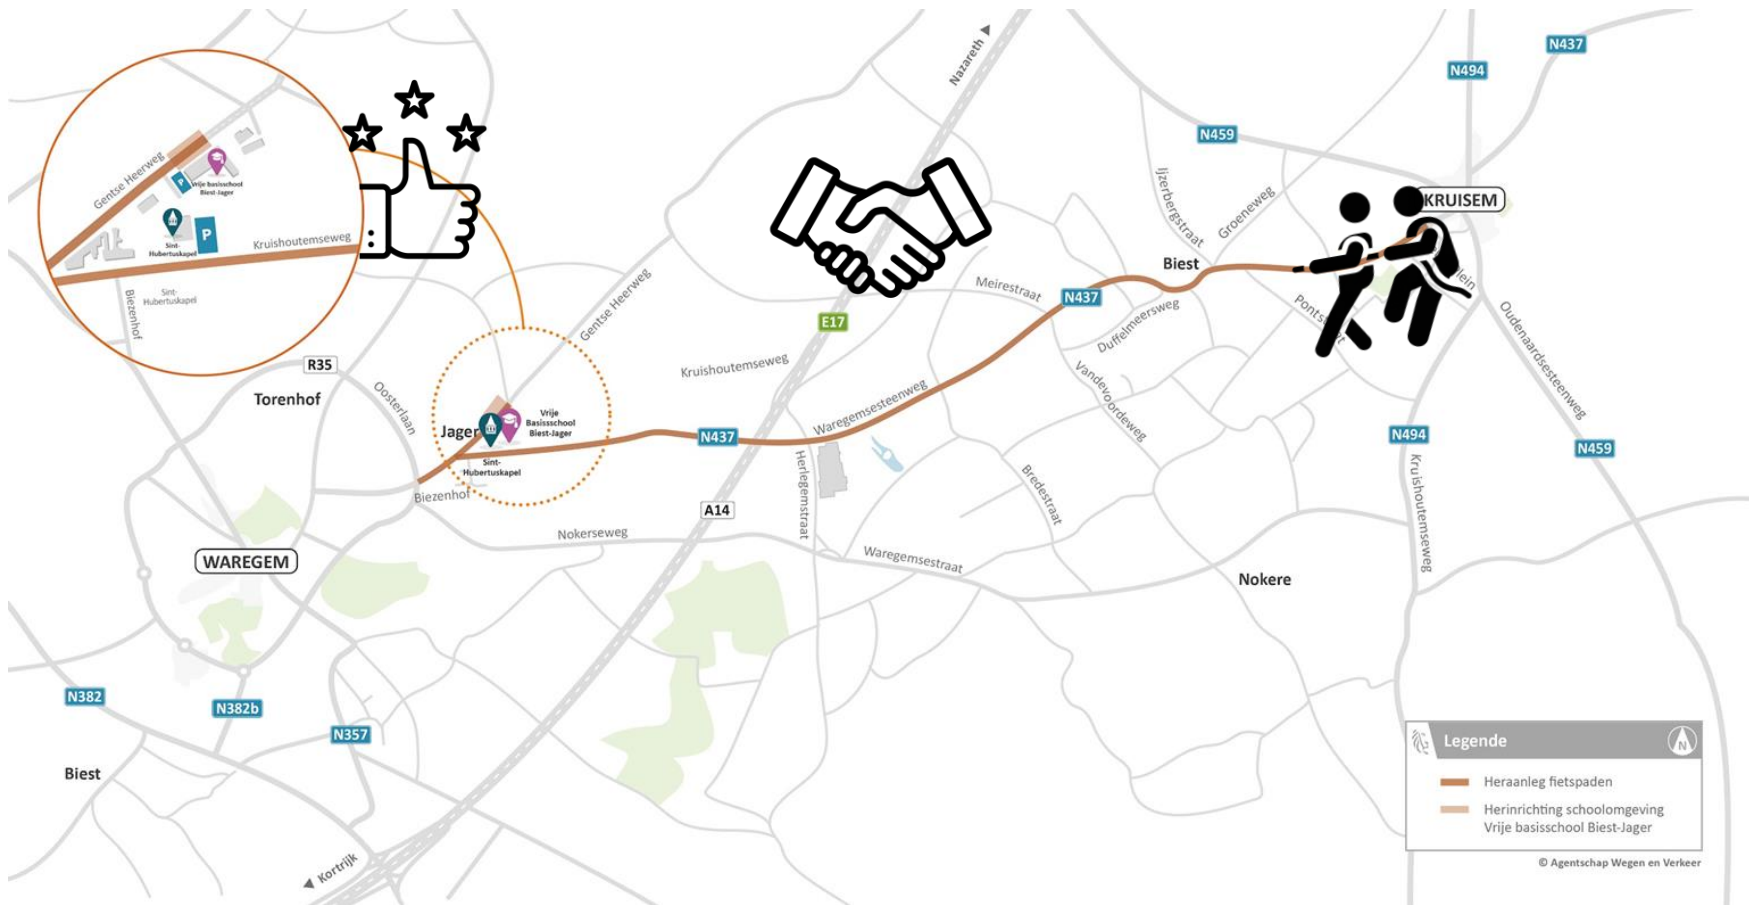 N437
N494
Nazareth
N459
Gentse Heerweg
Vrije basisschool
Biest-Jager
P
P
Sint-
Hubertuskapel
Kruishoutemseweg
Sint-
Hubertuskapel
Biezenhof
Ijzerbergstraat
Groeneweg
KRUISEM
Biest
Meirestraat
N437
Duffelmeersweg
Gentse Heerweg
E17
Oudenaardsesteenweg
R35
Torenhof
Oosterlaan
Kruishoutemseweg
Vandevoordeweg
Waregemsesteenweg
Jager
Vrije
Basissschool
Biest-Jager
N437
N494
N459
Sint-
Hubertuskapel
Biezenhof
Herlegemstraat
Bredestraat
Kruishoutemseweg
A14
Nokerseweg
Waregemsestraat
WAREGEM
Nokere
N382
N382b
N357
Biest
Kortrijk
Legende
N
Heraanleg fietspaden
Herinrichting schoolomgeving
Vrije basisschool Biest-Jager
© Agentschap Wegen en Verkeer